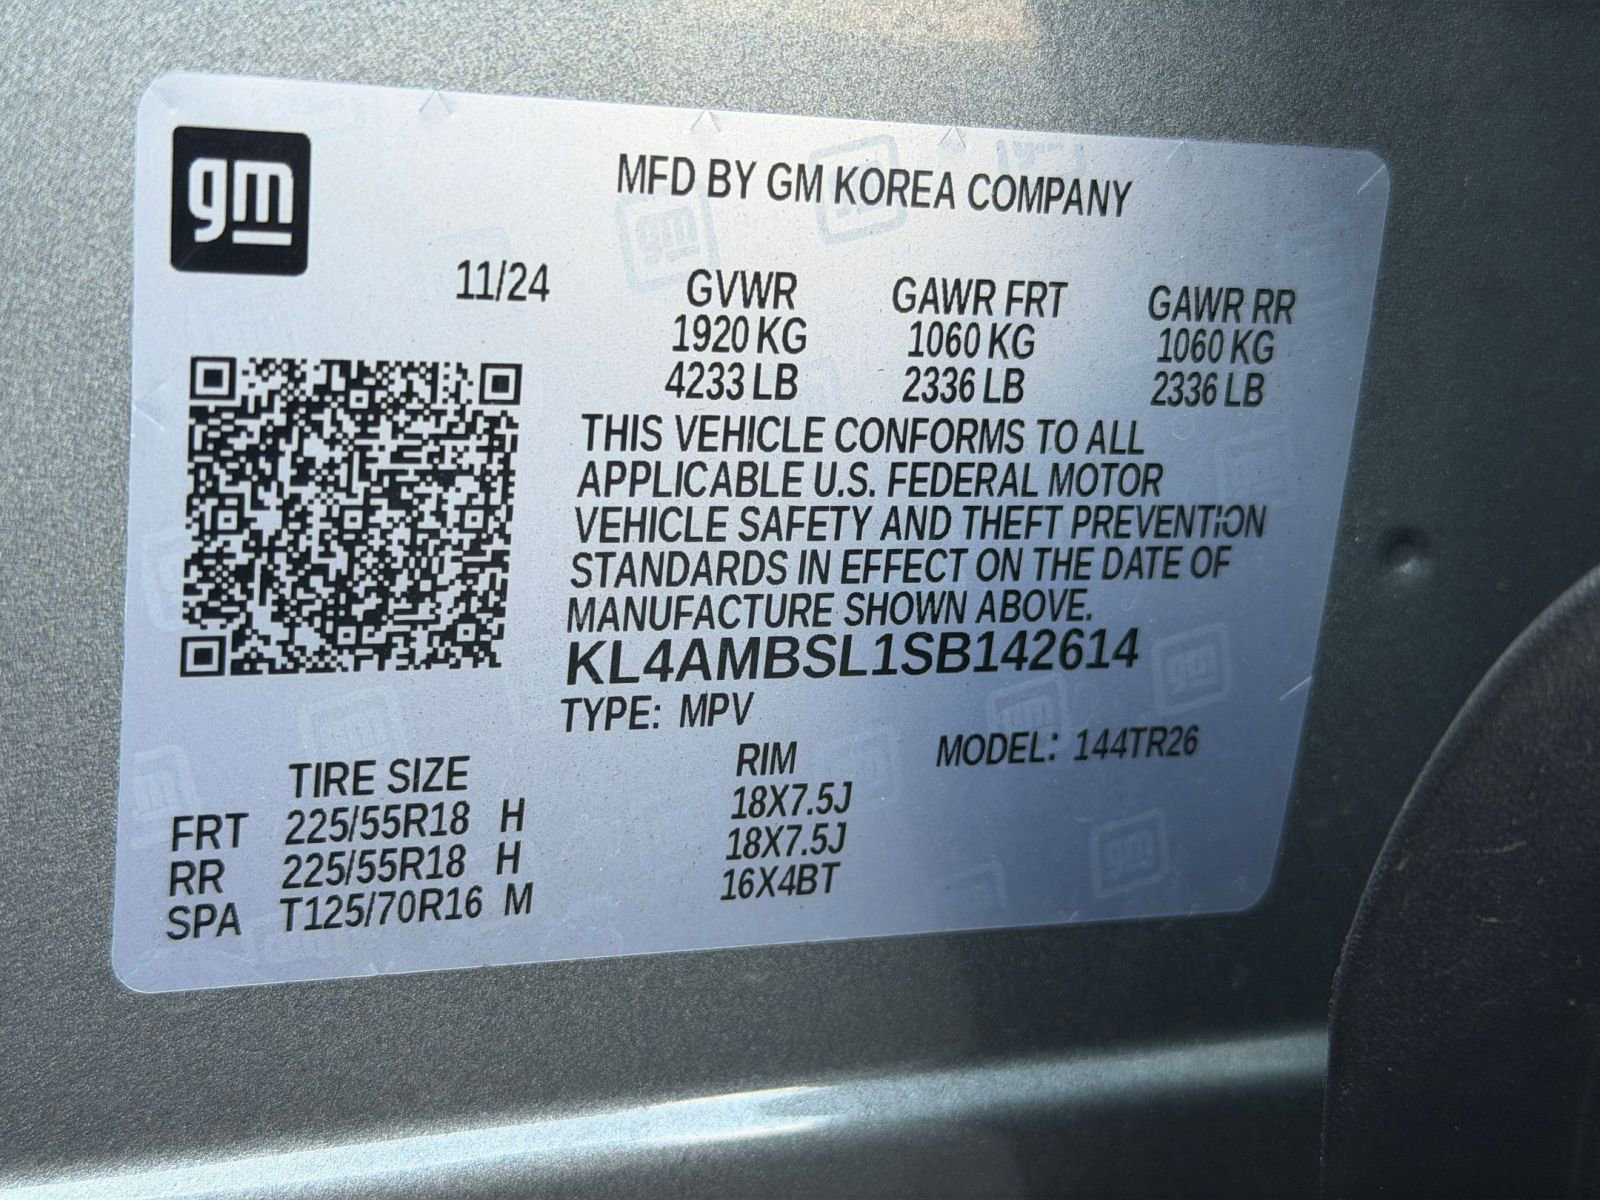 gm
MFD BY GM KOREA COMPANY
11/24
GVWR GAWR FRT GAWR RR
1920 KG 1060 KG 1060 KG
4233 LB 2336 LB 2336 LB
THIS VEHICLE CONFORMS TO ALL
APPLICABLE U.S. FEDERAL MOTOR
VEHICLE SAFETY AND THEFT PREVENTION
STANDARDS IN EFFECT ON THE DATE OF
MANUFACTURE SHOWN ABOVE.
KL4AMBSL1SB142614
TYPE: MPV
MODEL: 144TR26
TIRE SIZE RIM
FRT 225/55R18 H 18X7.5J
RR 225/55R18 H 18X7.5J
SPA T125/70R16 M 16X4BT